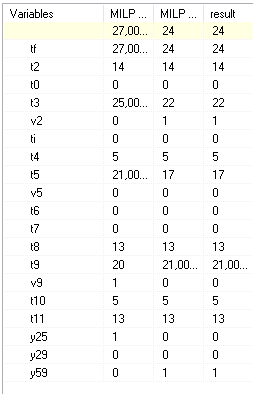 Variables MILP ... MILP ... result
27,00... 24 24
tf 27,00... 24 24
t2 14 14 14
t0 0 0 0
t3 25,00... 22 22
v2 0 1 1
ti 0 0 0
t4 5 5 5
t5 21,00... 17 17
v5 0 0 0
t6 0 0 0
t7 0 0 0
t8 13 13 13
t9 20 21,00... 21,00...
v9 1 0 0
t10 5 5 5
t11 13 13 13
y25 1 0 0
y29 0 0 0
y59 0 1 1